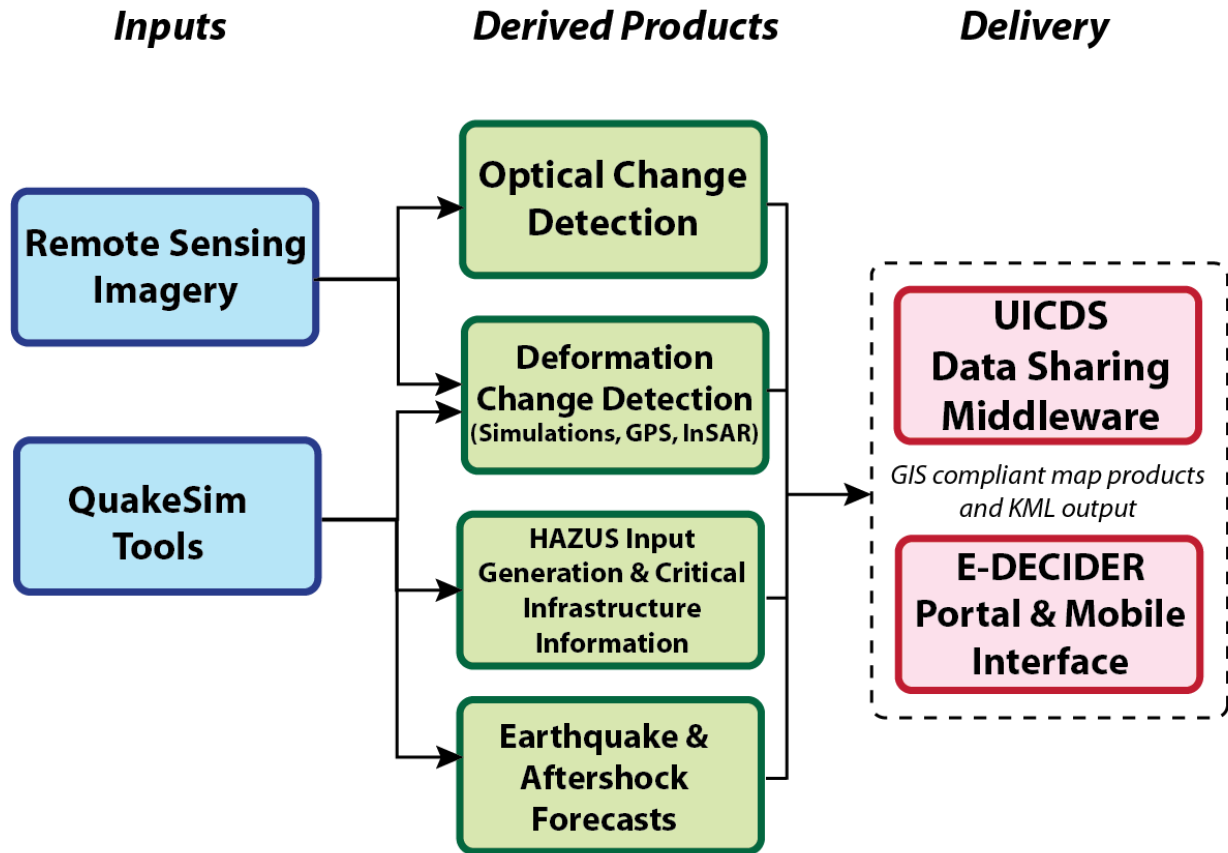 Inputs
Derived Products
Delivery
Remote Sensing
Imagery
QuakeSim
Tools
Optical Change
Detection
Deformation
Change Detection
(Simulations, GPS, InSAR)
HAZUS Input
Generation & Critical
Infrastructure
Information
Earthquake &
Aftershock
Forecasts
UICDS
Data Sharing
Middleware
GIS compliant map products
and KML output
E-DECIDER
Portal & Mobile
Interface